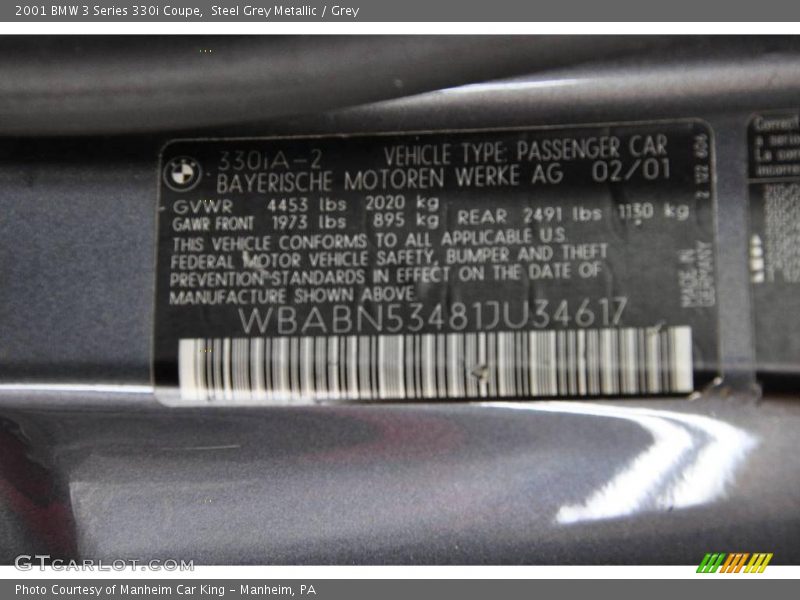 2001 BMW 3 Series 330i Coupe, Steel Grey Metallic / Grey
330iA-2 VEHICLE TYPE: PASSENGER CAR
BAYERISCHE MOTOREN WERKE AG 02/01
GVWR 4453 lbs 2020 kg
GAWR FRONT 1973 lbs 895 kg REAR 2491 lbs 1130 kg
THIS VEHICLE CONFORMS TO ALL APPLICABLE U.S
FEDERAL MOTOR VEHICLE SAFETY, BUMPER AND THEFT
PREVENTION STANDARDS IN EFFECT ON THE DATE OF
MANUFACTURE SHOWN ABOVE
WBABN53481JU34617
MADE IN
GERMANY
GTCARLOT.COM
Photo Courtesy of Manheim Car King - Manheim, PA